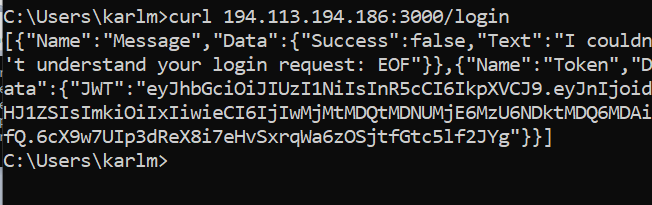 C:\Users\karlm>curl 194.113.194.186:3000/login
[{"Name":"Message","Data":{"Success":false,"Text":"I couldn
't understand your login request: EOF"}},{"Name":"Token","D
ata":{"JWT":"eyJhbGciOiJIUzI1NiIsInR5cCI6IkpXVCJ9.eyJnIjoid
HJ1ZSIsImkiOiIxIiwieCI6IjIwMjMtMDQtMDNUMjE6MzU6NDktMDQ6MDAi
fQ.6cX9w7UIp3dReX8i7eHvSxrqWa6zOSjtfGtc5lf2JYg"}}]
C:\Users\karlm>